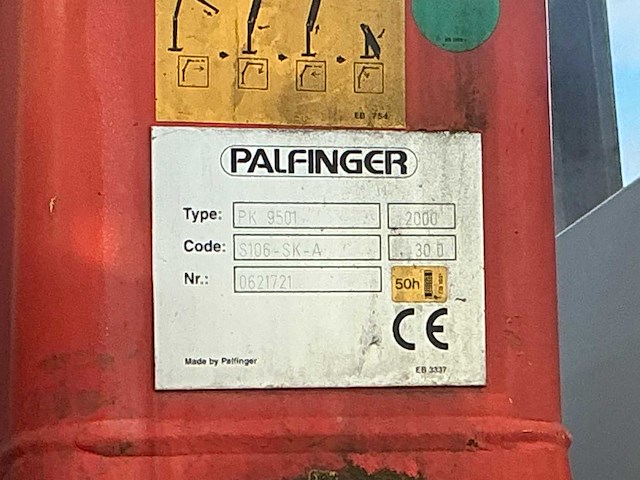 EB 754
PALFINGER
Type: PK 9501 2000
Code: S106-SK-A 30 0
Nr.: 0621721
50h
CE
Made by Palfinger
EB 3337